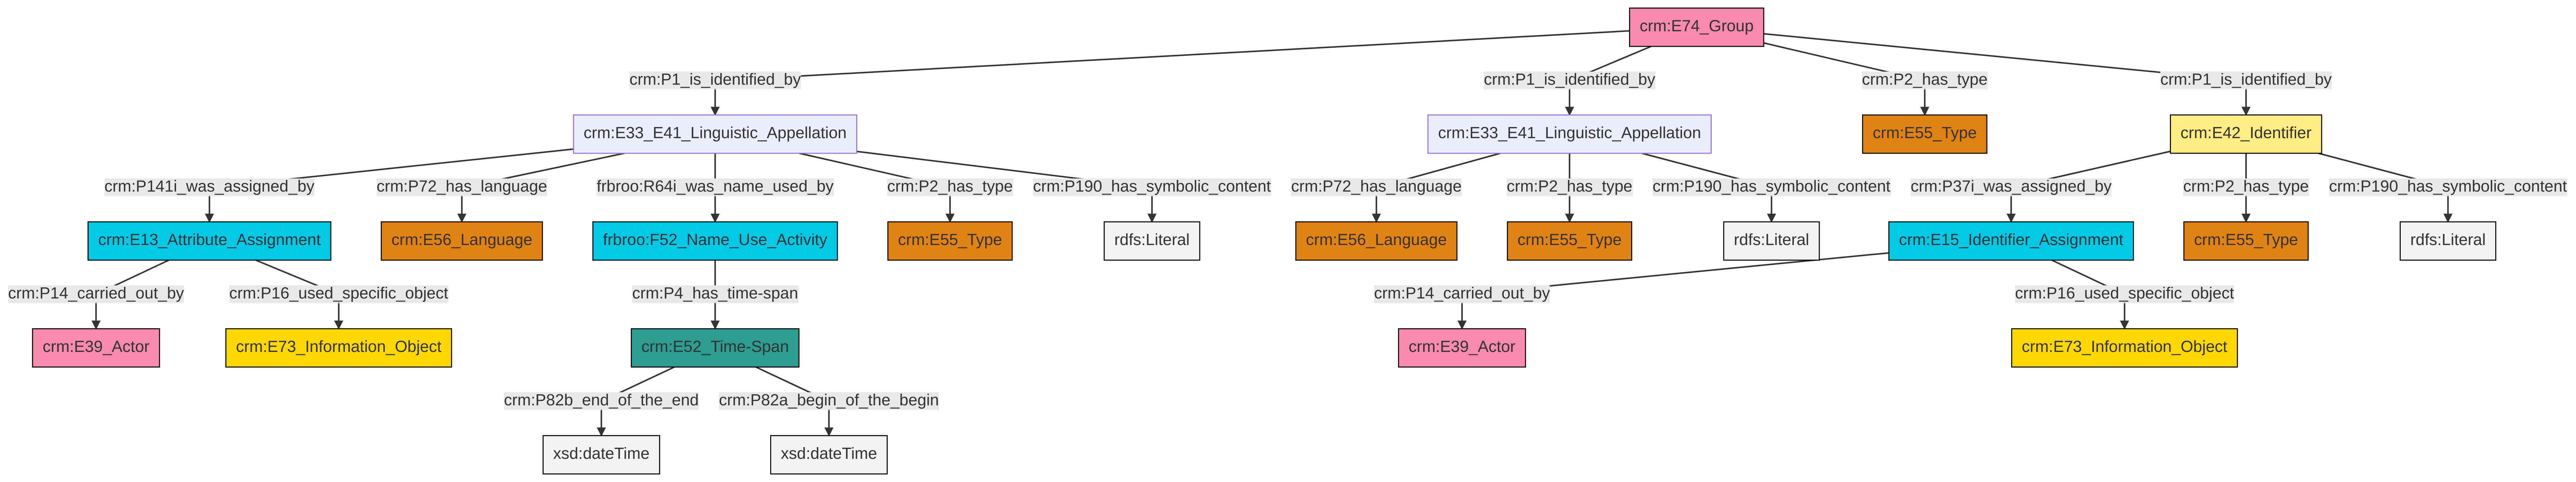 crm:E74_Group
crm:P1_is_identified_by
crm:P1_is_identified_by
crm:P2_has_type
crm:P1_is_identified_by
crm:E33_E41_Linguistic_Appellation
crm:E33_E41_Linguistic_Appellation
crm:E55_Type
crm:E42_Identifier
crm:P141i_was_assigned_by
crm:P72_has_language
frbroo:R64i_was_name_used_by
crm:P2_has_type
crm:P190_has_symbolic_content
crm:P72_has_language
crm:P2_has_type
crm:P190_has_symbolic_content
crm:P37i_was_assigned_by
crm:P2_has_type
crm:P190_has_symbolic_content
crm:E13_Attribute_Assignment
crm:E56_Language
frbroo:F52_Name_Use_Activity
crm:E55_Type
rdfs:Literal
crm:E56_Language
crm:E55_Type
rdfs:Literal
crm:E15_Identifier_Assignment
crm:E55_Type
rdfs:Literal
crm:P14_carried_out_by
crm:P16_used_specific_object
crm:P4_has_time-span
crm:P14_carried_out_by
crm:P16_used_specific_object
crm:E39_Actor
crm:E73_Information_Object
crm:E52_Time-Span
crm:E39_Actor
crm:E73_Information_Object
crm:P82b_end_of_the_end
crm:P82a_begin_of_the_begin
xsd:dateTime
xsd:dateTime